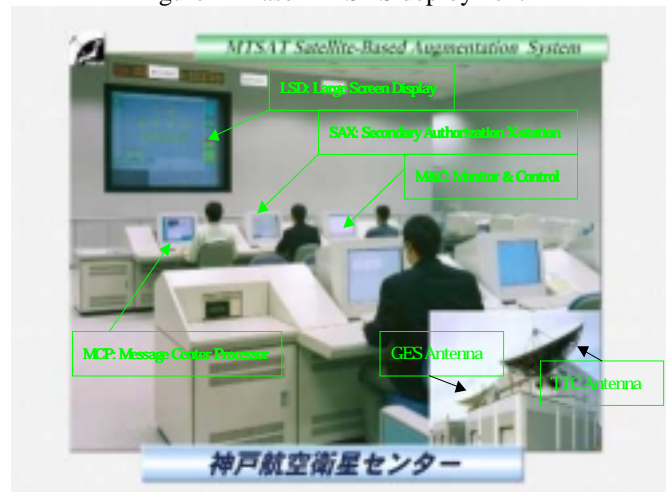 MTSAT Satellite-Based Augmentation System
LSD: Large Screen Display
SAX: Secondary Authorization X-station
M&C: Monitor & Control
MCP: Message Center Processor
GES Antenna
TTC Antenna
神戸航空衛星センター